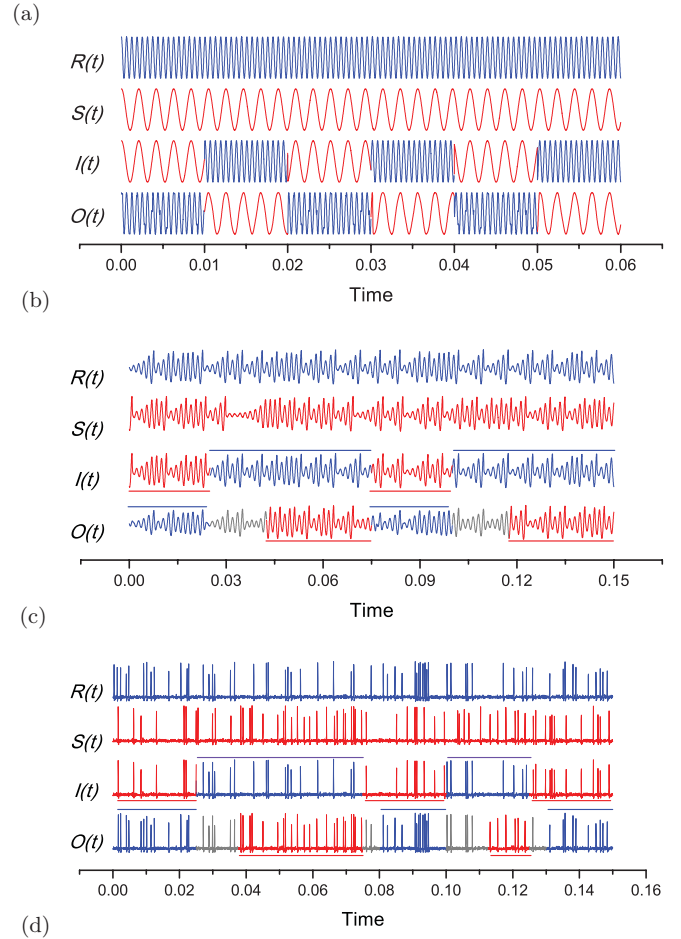 (a)
R(t)
S(t)
I(t)
O(t)
0.00 0.01 0.02 0.03 0.04 0.05 0.06
Time
(b)
R(t)
S(t)
I(t)
O(t)
0.00 0.03 0.06 0.09 0.12 0.15
Time
(c)
R(t)
S(t)
I(t)
O(t)
0.00 0.02 0.04 0.06 0.08 0.10 0.12 0.14 0.16
Time
(d)